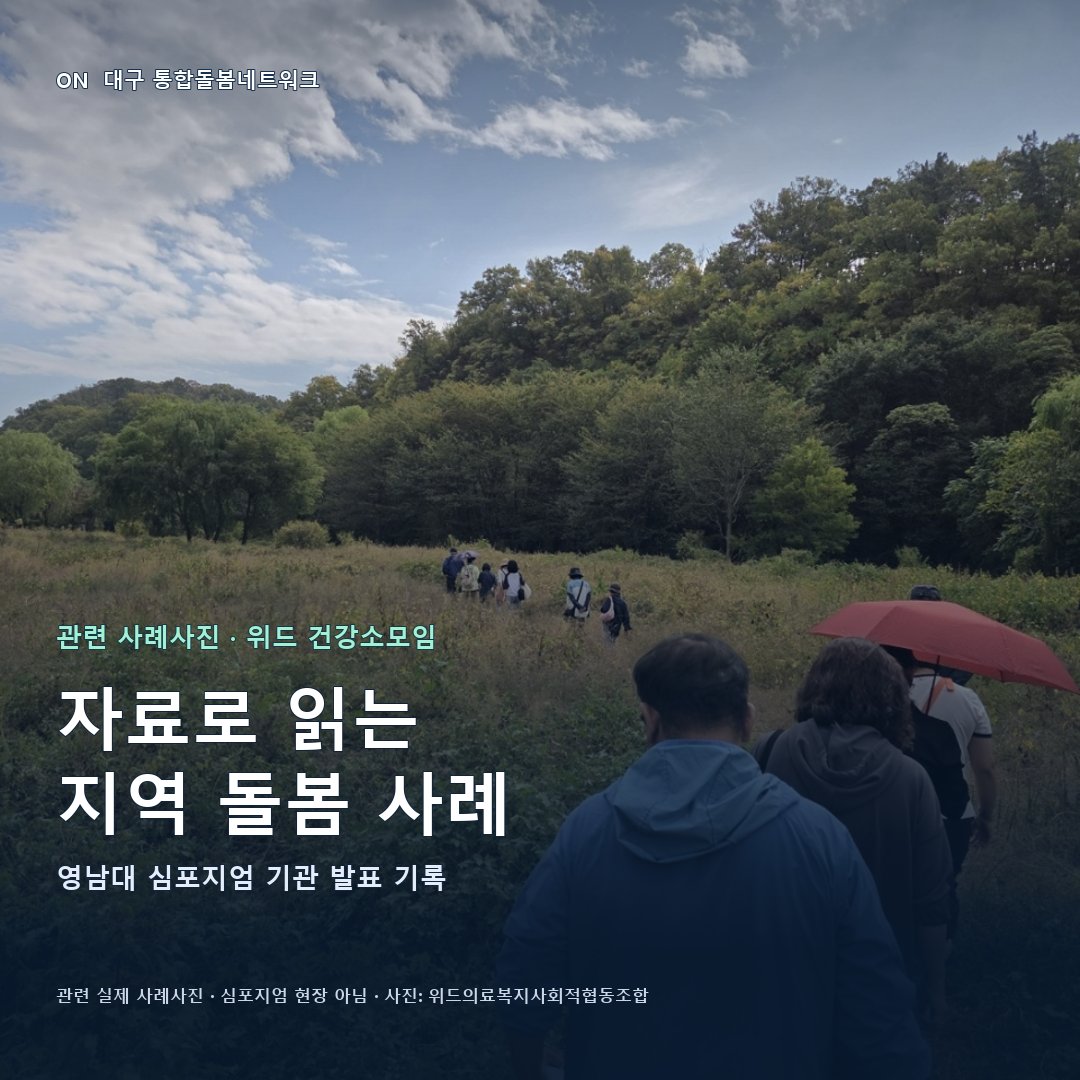 ON 대구 통합돌봄네트워크
관련 사례사진 · 위드 건강소모임
자료로 읽는
지역 돌봄 사례
영남대 심포지엄 기관 발표 기록
관련 실제 사례사진 · 심포지엄 현장 아님 · 사진: 위드의료복지사회적협동조합